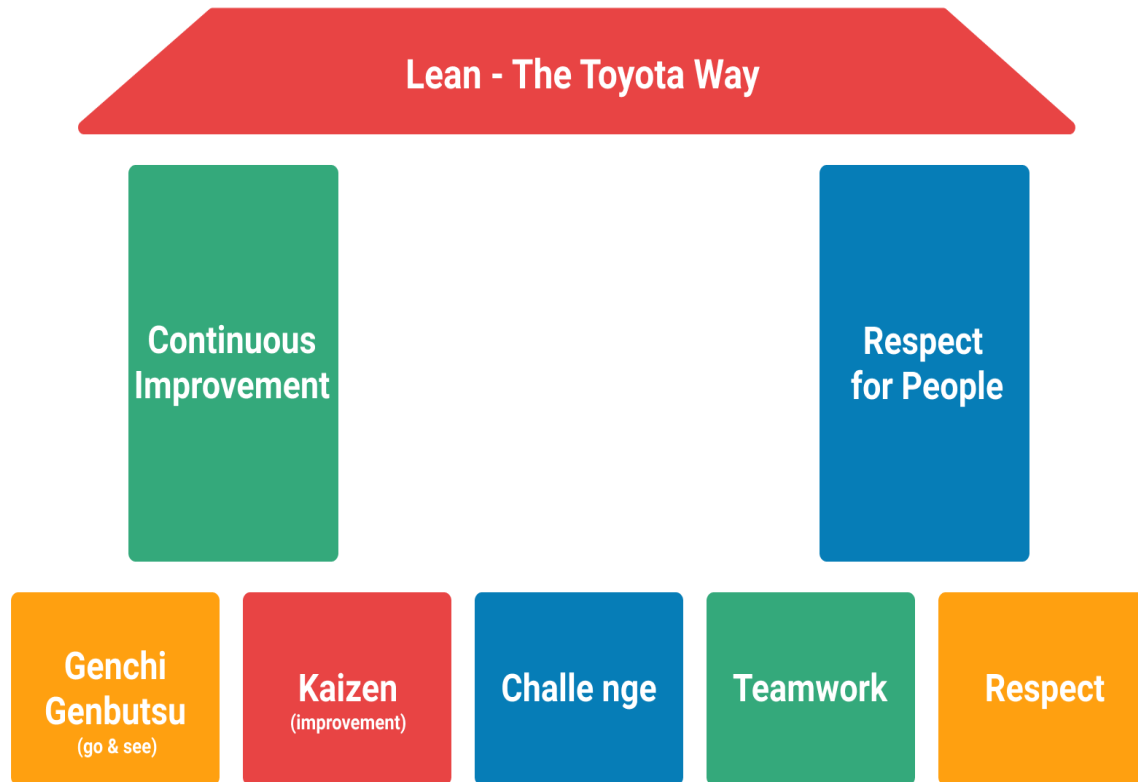 Lean - The Toyota Way
Continuous
Improvement
Respect
for People
Genchi
Genbutsu
(go & see)
Kaizen
(improvement)
Challe nge
Teamwork
Respect